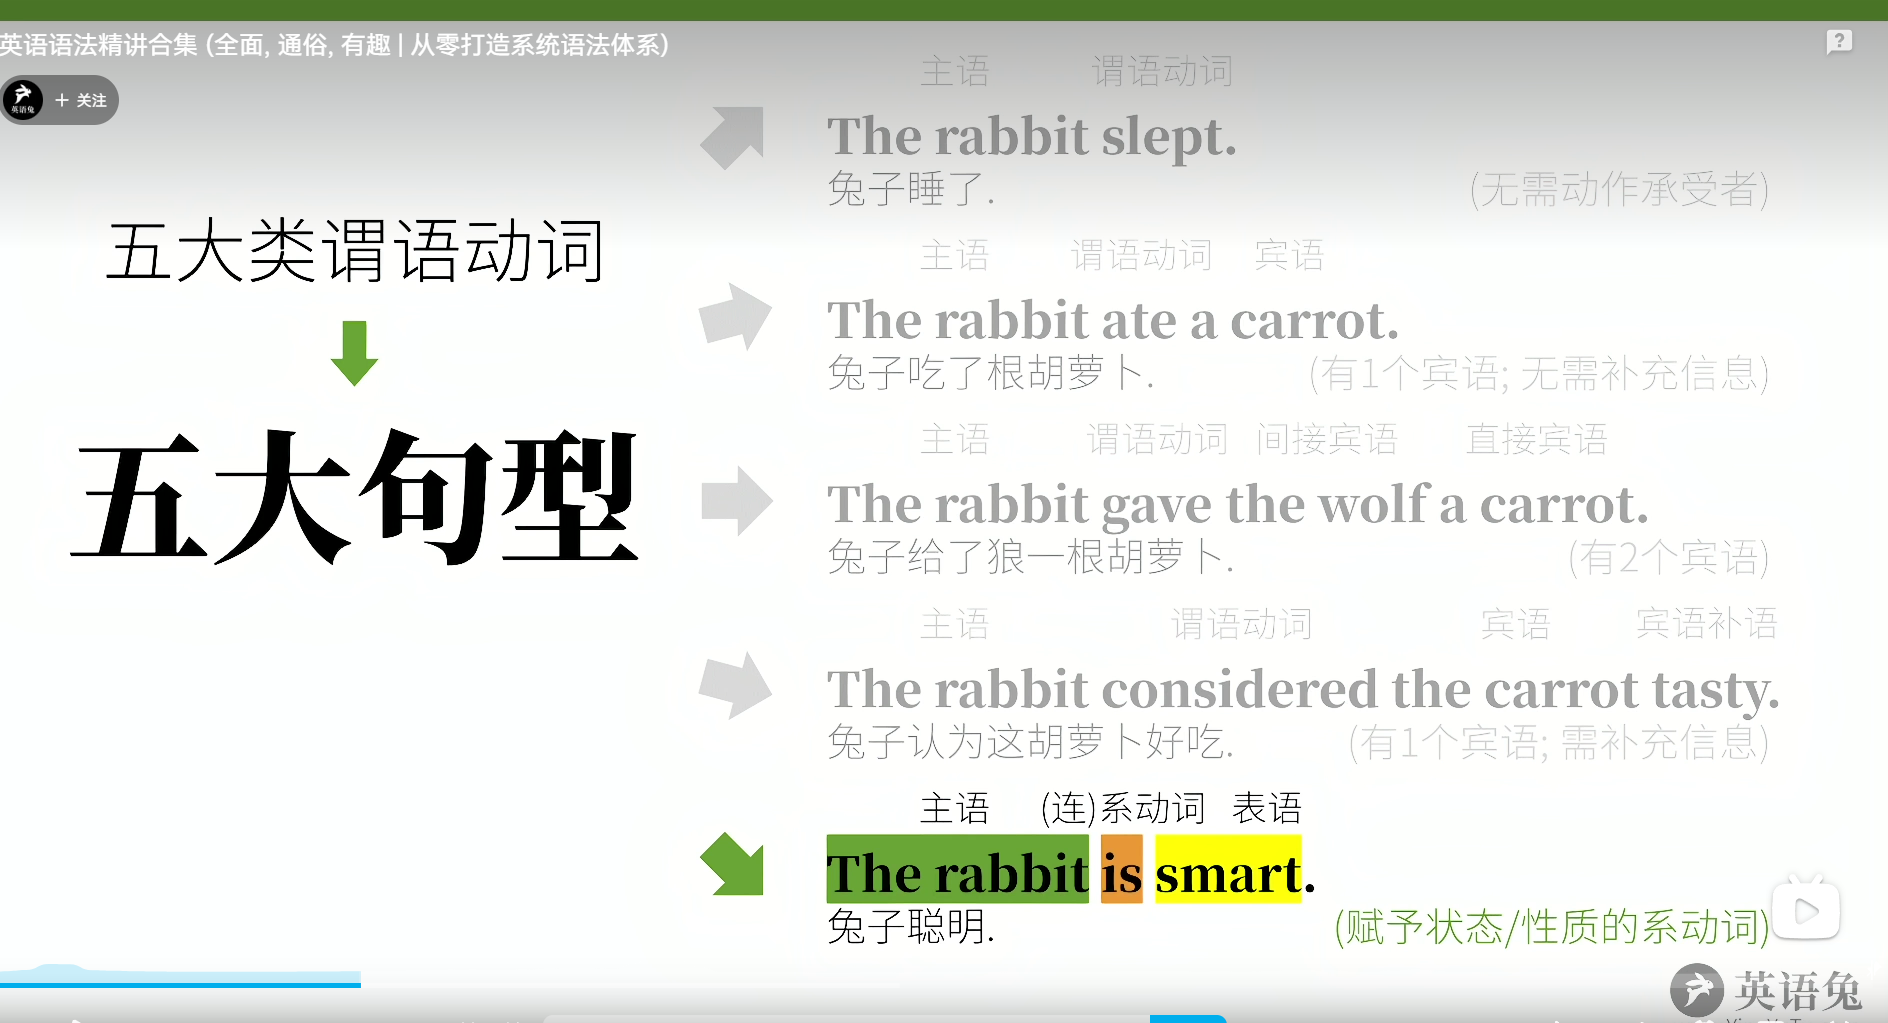 英语语法精讲合集 (全面, 通俗, 有趣 | 从零打造系统语法体系)
英语兔
+ 关注
五大类谓语动词
五大句型
主语 谓语动词
The rabbit slept.
兔子睡了. (无需动作承受者)
主语 谓语动词 宾语
The rabbit ate a carrot.
兔子吃了根胡萝卜. (有1个宾语; 无需补充信息)
主语 谓语动词 间接宾语 直接宾语
The rabbit gave the wolf a carrot.
兔子给了狼一根胡萝卜. (有2个宾语)
主语 谓语动词 宾语 宾语补语
The rabbit considered the carrot tasty.
兔子认为这胡萝卜好吃. (有1个宾语; 需补充信息)
主语 (连)系动词 表语
The rabbit is smart.
兔子聪明. (赋予状态/性质的系动词)
英语兔